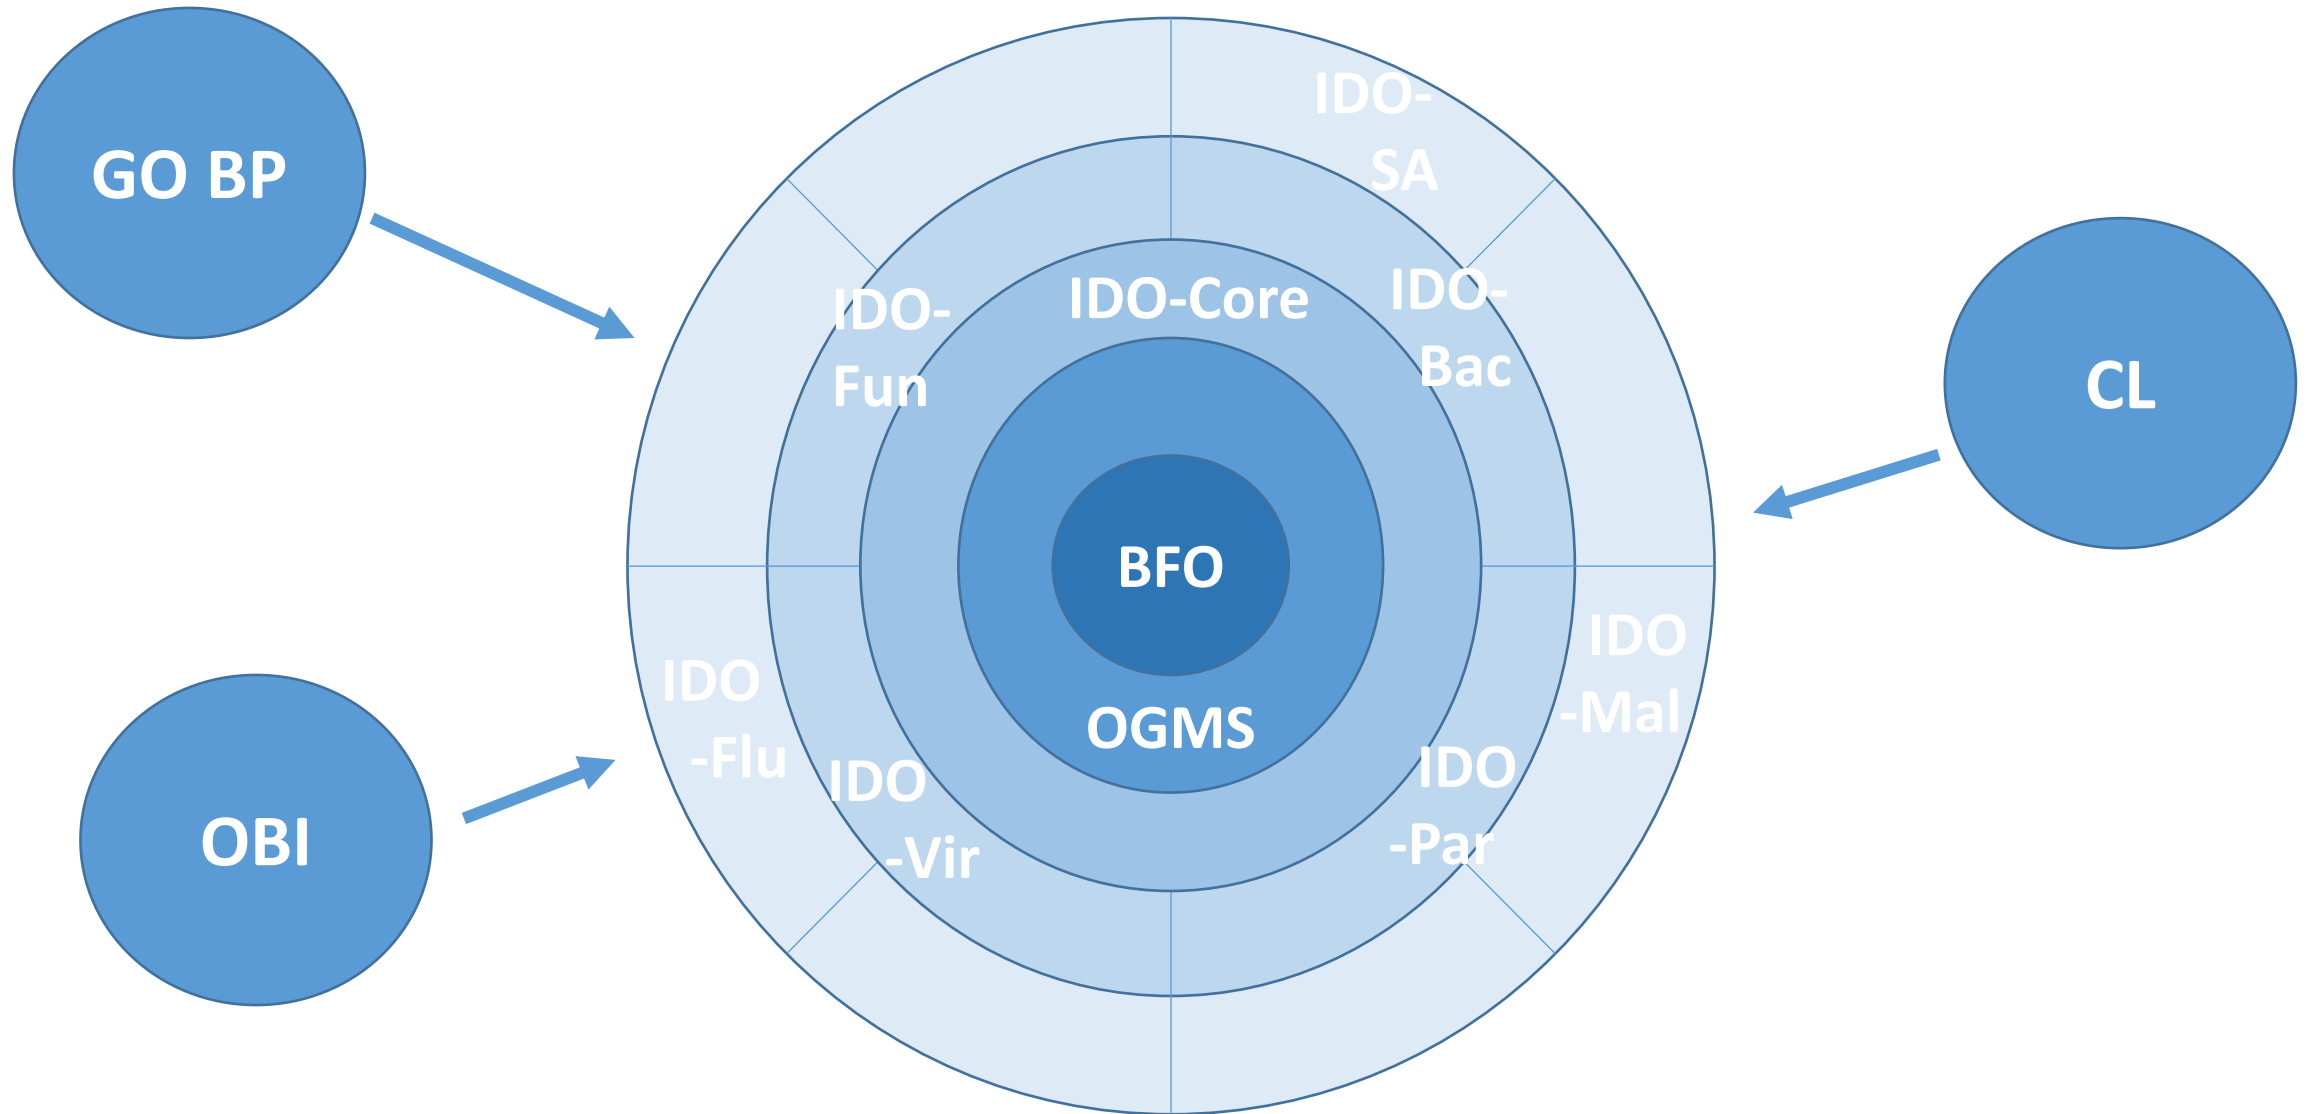 GO BP
IDO-
SA
IDO-
Fun
IDO-Core
IDO-
Bac
CL
BFO
IDO
-Flu
IDO
-Vir
OGMS
IDO
-Mal
IDO
-Par
OBI